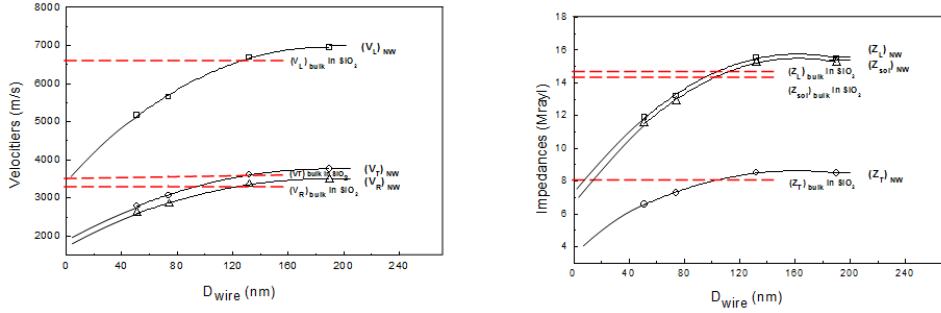 8000
7000
6000
5000
4000
3000
2000
0
40
80
120
160
200
240
Velocitiers (m/s)
D_wire (nm)
(V_L)_NW
(V_L)_bulk in SiO_2
(V_T)_NW
(VT) bulk in SiO_2
(V_R)_NW
(V_R)_bulk in SiO_2
18
16
14
12
10
8
6
4
0
40
80
120
160
200
240
Impedances (Mrayl)
D_wire (nm)
(Z_L)_NW
(Z_sol)_NW
(Z_L)_bulk in SiO_2
(Z_sol)_bulk in SiO_2
(Z_T)_bulk in SiO_2
(Z_T)_NW